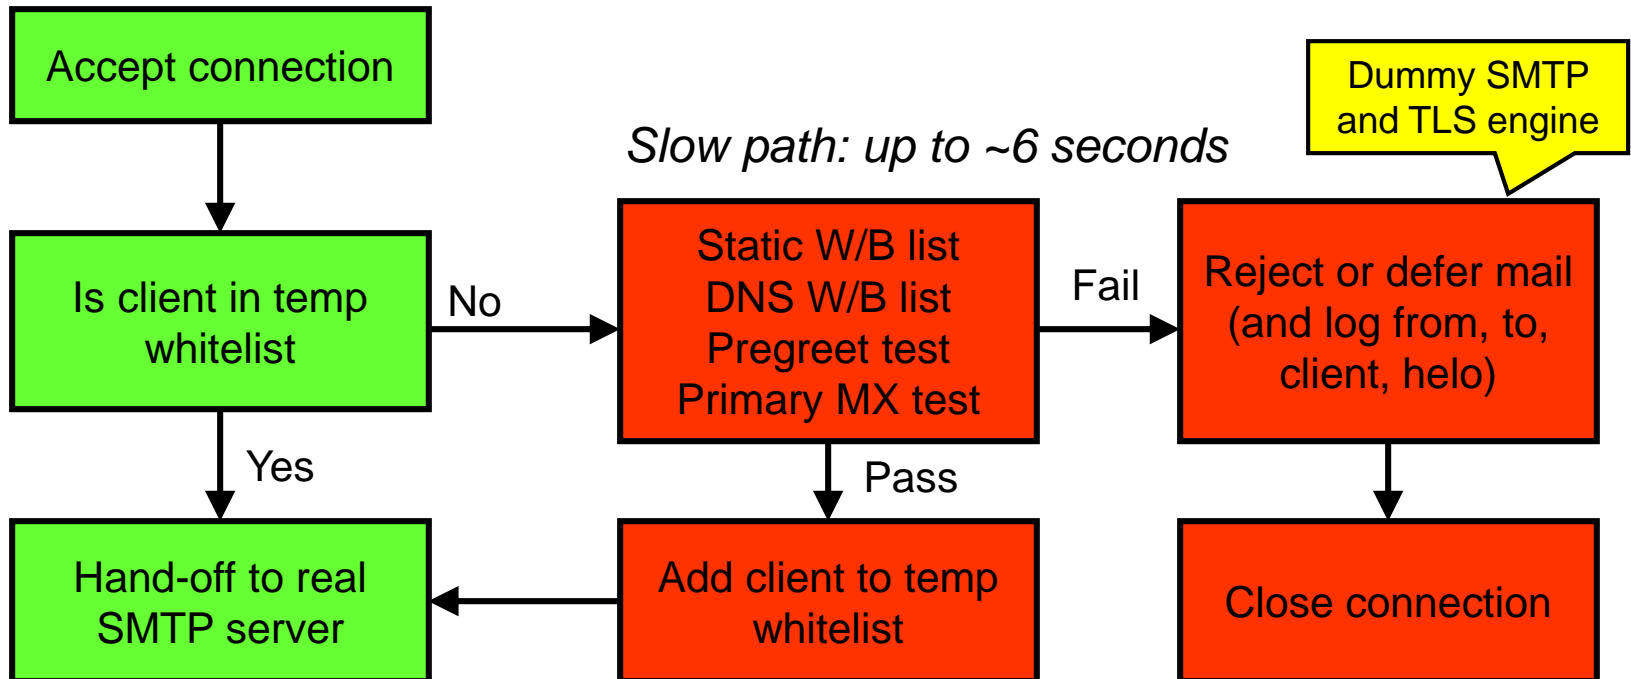 Accept connection
Dummy SMTP
and TLS engine
Slow path: up to ~6 seconds
Is client in temp
whitelist
No
Static W/B list
DNS W/B list
Pregreet test
Primary MX test
Fail
Reject or defer mail
(and log from, to,
client, helo)
Yes
Pass
Hand-off to real
SMTP server
Add client to temp
whitelist
Close connection